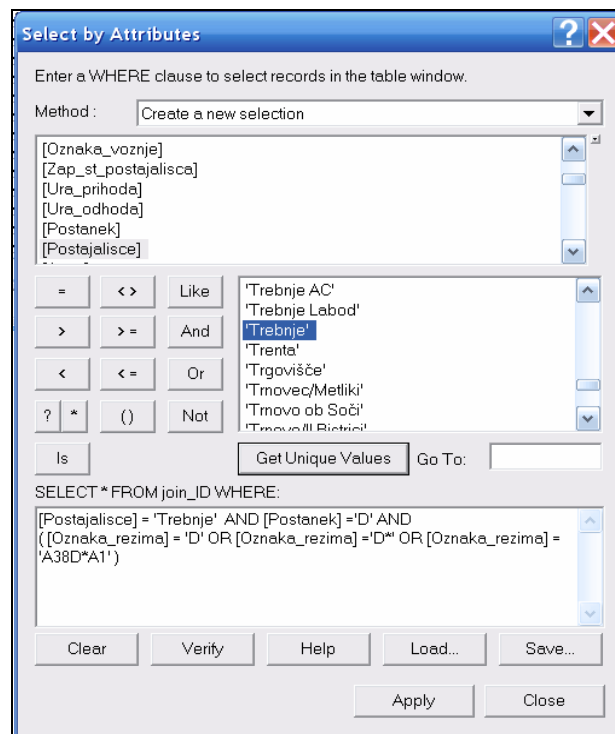 Select by Attributes
Enter a WHERE clause to select records in the table window.
Method : Create a new selection
[Oznaka_voznje]
[Zap_st_postajalisca]
[Ura_prihoda]
[Ura_odhoda]
[Postanek]
[Postajalisce]
= <> Like
> >= And
< <= Or
? * () Not
Is
'Trebnje AC'
'Trebnje Labod'
'Trebnje'
'Trenta'
'Trgovišče'
'Trnovec/Metliki'
'Trnovo ob Soči'
'Trnovo/Il Bistrici'
Get Unique Values Go To:
SELECT * FROM join_ID WHERE:
[Postajalisce] = 'Trebnje' AND [Postanek] ='D' AND
( [Oznaka_rezima] = 'D' OR [Oznaka_rezima] ='D*' OR [Oznaka_rezima] =
'A38D*A1' )
Clear Verify Help Load... Save...
Apply Close